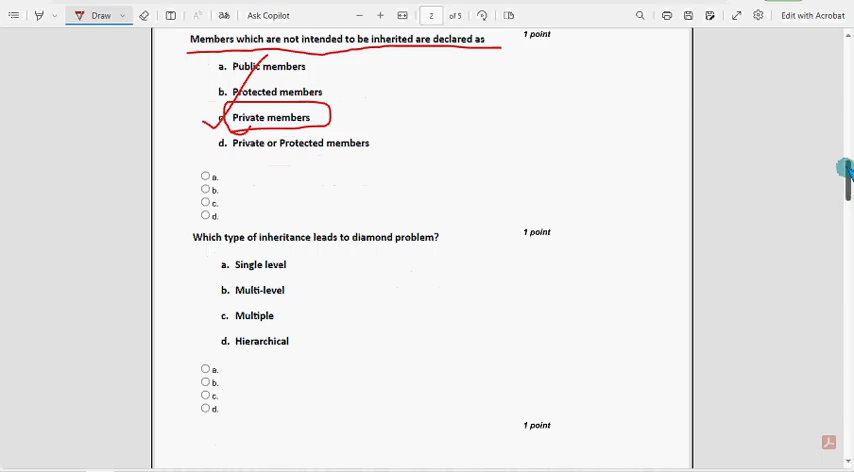 Draw
Ask Copilot
2
of 5
Edit with Acrobat
Members which are not intended to be inherited are declared as
1 point
a. Public members
b. Protected members
c. Private members
d. Private or Protected members
a.
b.
c.
d.
Which type of inheritance leads to diamond problem?
1 point
a. Single level
b. Multi-level
c. Multiple
d. Hierarchical
a.
b.
c.
d.
1 point